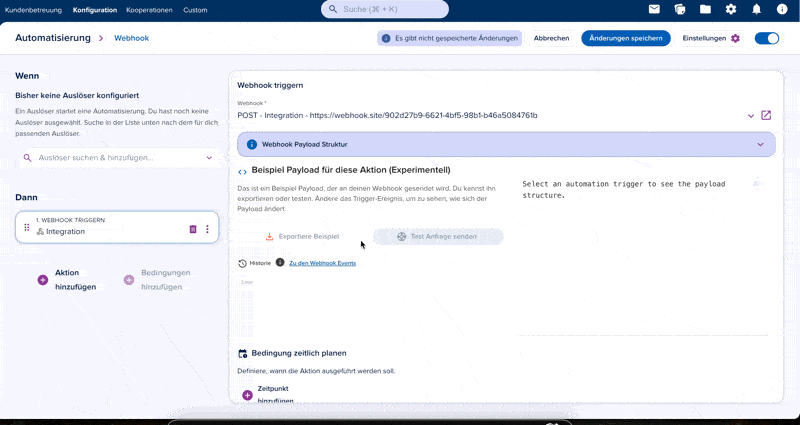 Kundenbetreuung Konfiguration Kooperationen Custom
Suche (⌘ + K)
Automatisierung > Webhook
Es gibt nicht gespeicherte Änderungen
Abbrechen
Änderungen speichern
Einstellungen
Wenn
Bisher keine Auslöser konfiguriert
Ein Auslöser startet eine Automatisierung. Du hast noch keine
Auslöser ausgewählt. Suche in der Liste unten nach dem für dich
passenden Auslöser.
Auslöser suchen & hinzufügen...
Dann
1. WEBHOOK TRIGGERN
Integration
Aktion
hinzufügen
Bedingungen
hinzufügen
Webhook triggern
Webhook *
POST - Integration - https://webhook.site/902d27b9-6621-4bf5-98b1-b46a5084761b
Webhook Payload Struktur
Beispiel Payload für diese Aktion (Experimentell)
Das ist ein Beispiel Payload, der an deinen Webhook gesendet wird. Du kannst ihn
exportieren oder testen. Ändere das Trigger-Ereignis, um zu sehen, wie sich der
Payload ändert
Exportiere Beispiel
Test Anfrage senden
Historie
Zu den Webhook Events
Select an automation trigger to see the payload
structure.
Bedingung zeitlich planen
Definiere, wann die Aktion ausgeführt werden soll.
Zeitpunkt
hinzufügen